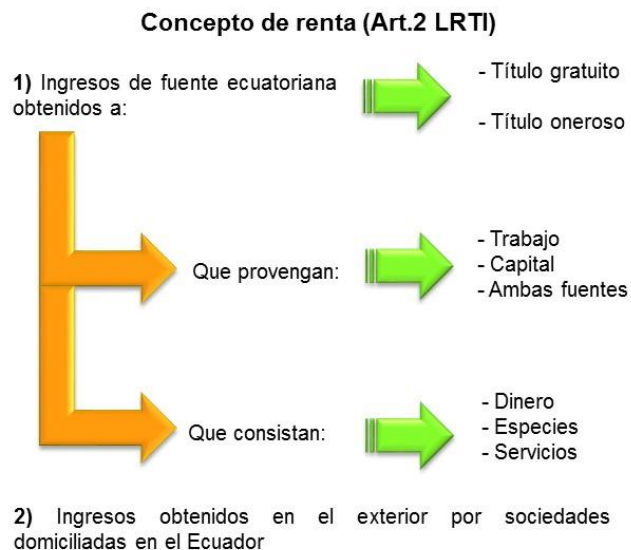 Concepto de renta (Art.2 LRTI)
1) Ingresos de fuente ecuatoriana
obtenidos a:
- Título gratuito
- Título oneroso
Que provengan:
- Trabajo
- Capital
- Ambas fuentes
Que consistan:
- Dinero
- Especies
- Servicios
2) Ingresos obtenidos en el exterior por sociedades
domiciliadas en el Ecuador